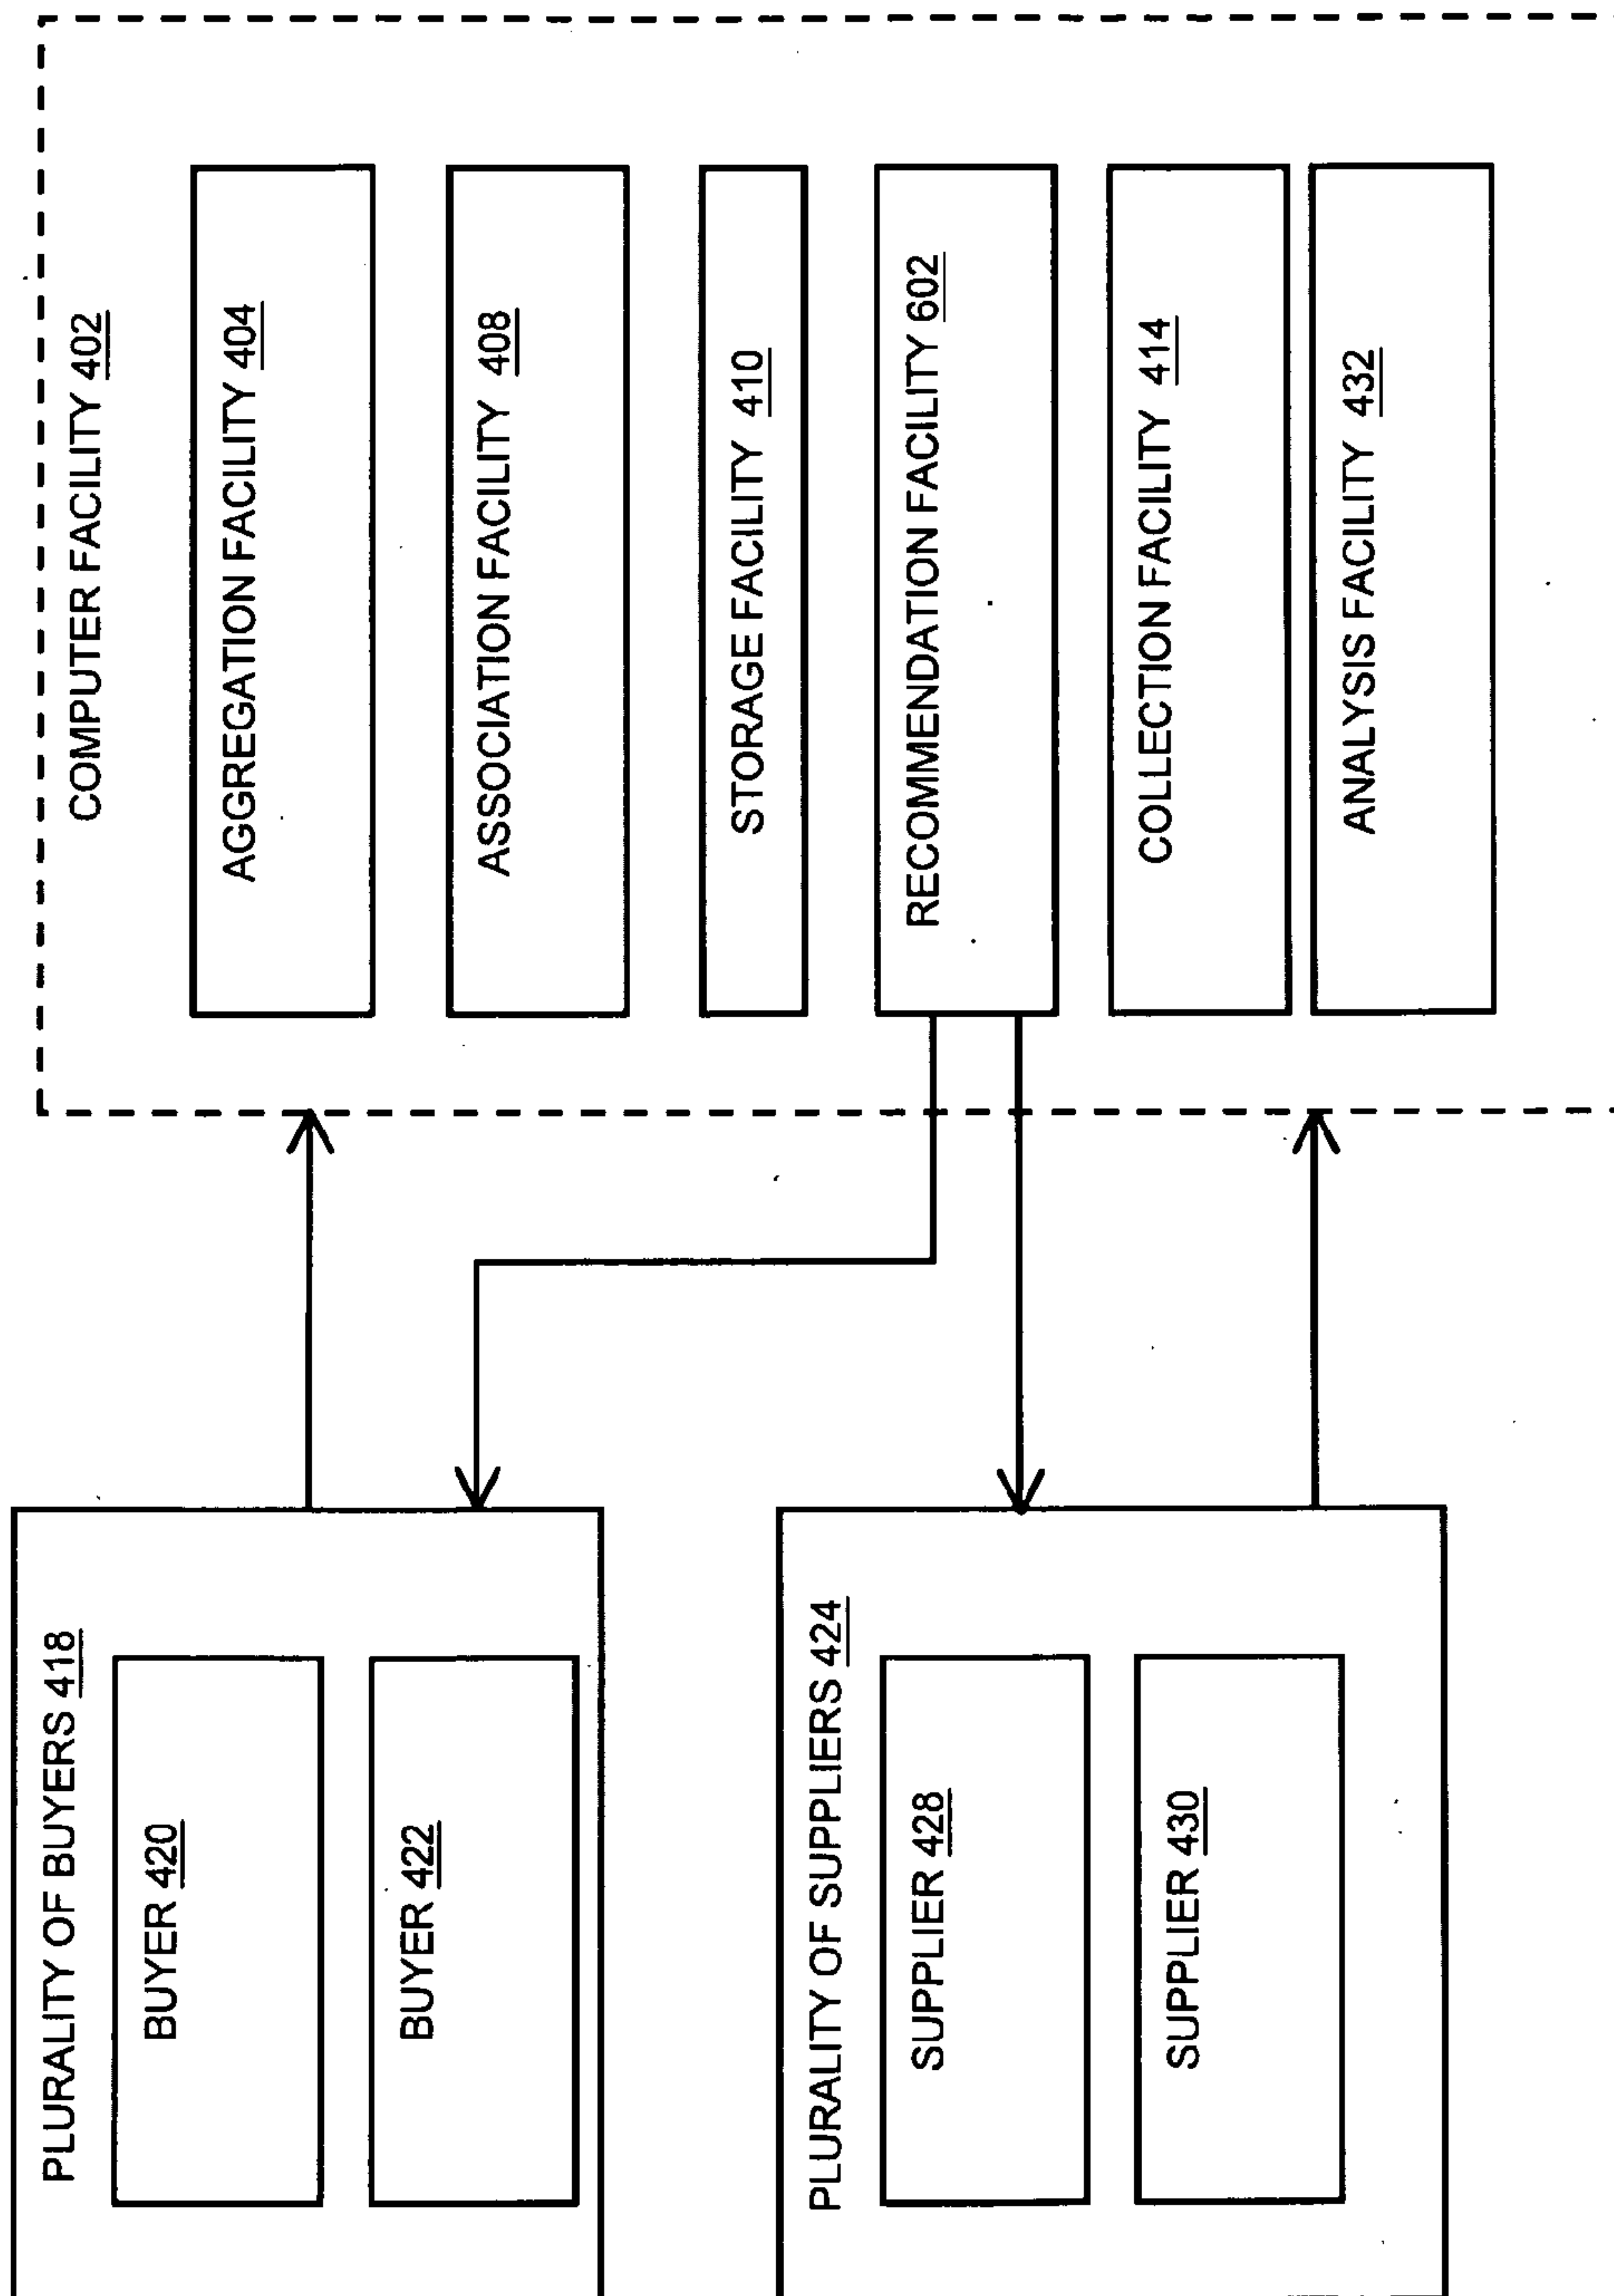 PLURALITY OF BUYERS 418
BUYER 420
BUYER 422
PLURALITY OF SUPPLIERS 424
SUPPLIER 428
SUPPLIER 430
COMPUTER FACILITY 402
AGGREGATION FACILITY 404
ASSOCIATION FACILITY 408
STORAGE FACILITY 410
RECOMMENDATION FACILITY 602
COLLECTION FACILITY 414
ANALYSIS FACILITY 432